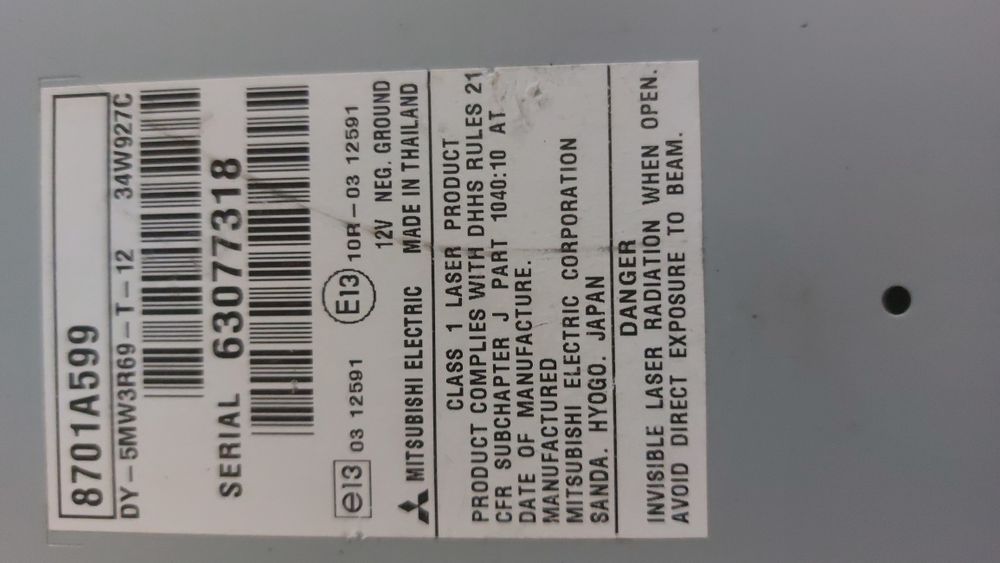 8701A599
DY-5MW3R69-T-12 34W927C
SERIAL 63077318
e13 03 12591 E13 10R-03 12591
12V NEG. GROUND
MITSUBISHI ELECTRIC MADE IN THAILAND
CLASS 1 LASER PRODUCT
PRODUCT COMPLIES WITH DHHS RULES 21
CFR SUBCHAPTER J PART 1040:10 AT
DATE OF MANUFACTURE.
MANUFACTURED
MITSUBISHI ELECTRIC CORPORATION
SANDA. HYOGO. JAPAN
DANGER
INVISIBLE LASER RADIATION WHEN OPEN.
AVOID DIRECT EXPOSURE TO BEAM.